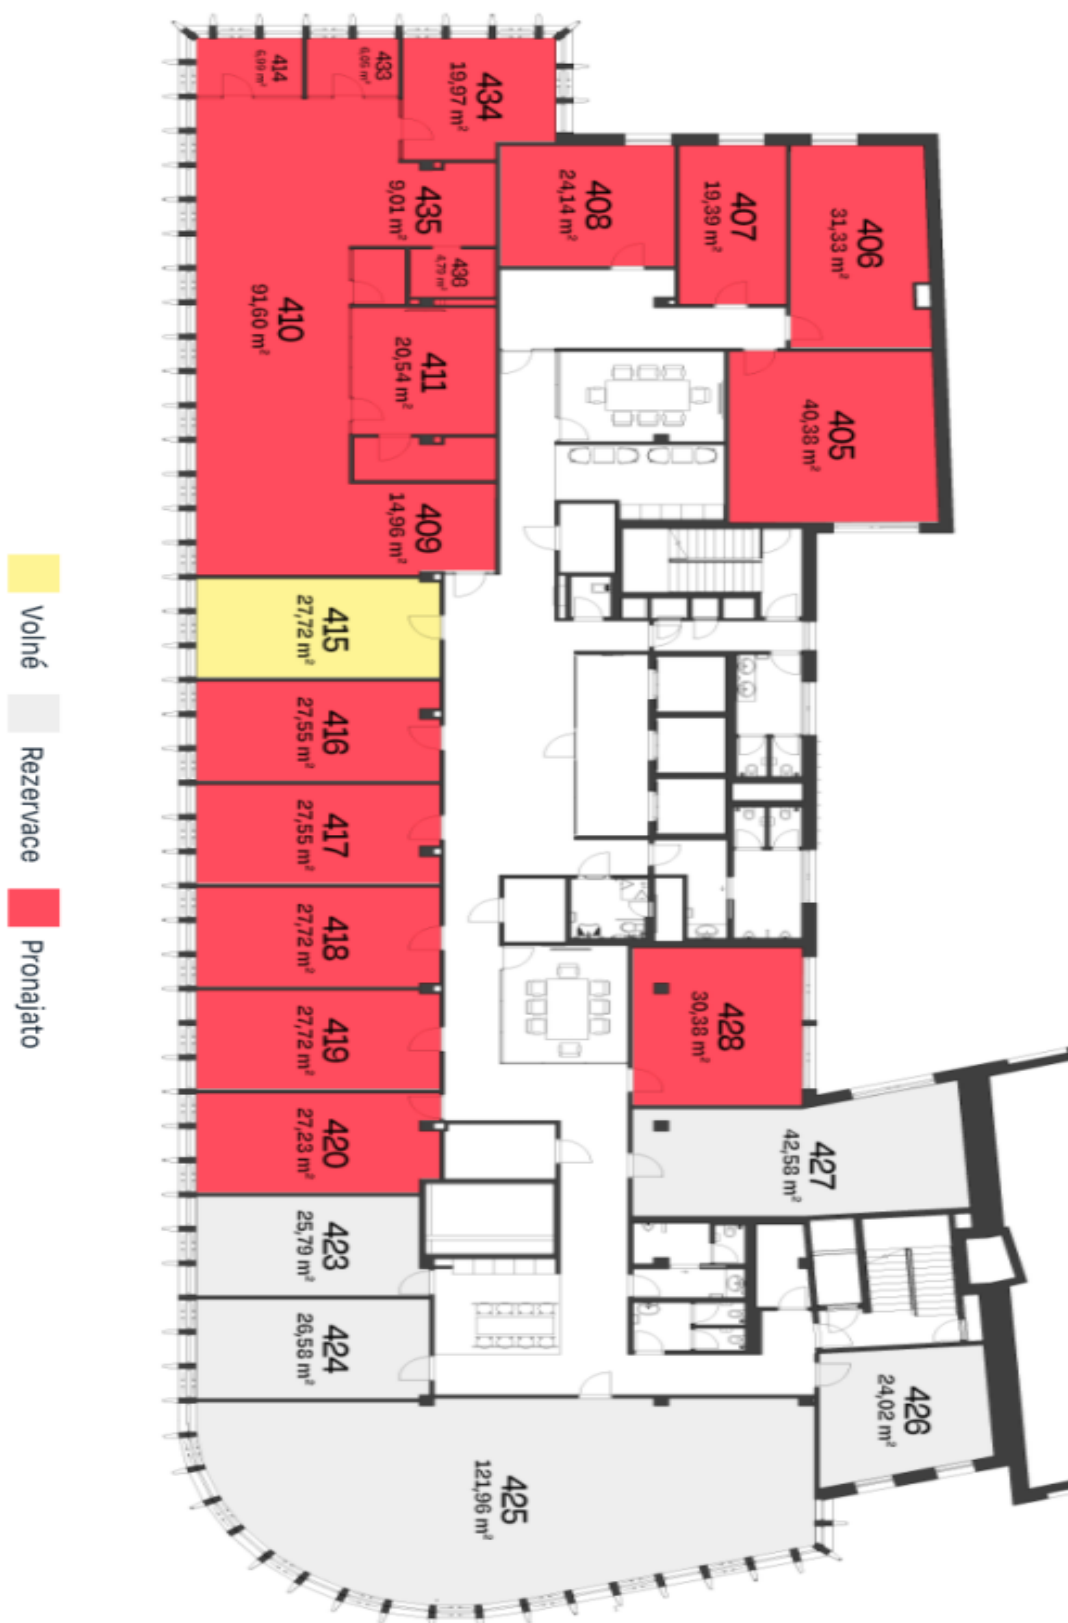 414
6,99 m²
433
6,05 m²
434
19,97 m²
435
9,01 m²
436
4,79 m²
408
24,14 m²
407
19,39 m²
406
31,33 m²
410
91,60 m²
411
20,54 m²
405
40,38 m²
409
14,96 m²
415
27,72 m²
416
27,55 m²
417
27,55 m²
418
27,72 m²
419
27,72 m²
420
27,23 m²
428
30,38 m²
427
42,58 m²
423
25,79 m²
424
26,58 m²
426
24,02 m²
425
121,96 m²
Volné
Rezervace
Pronajato